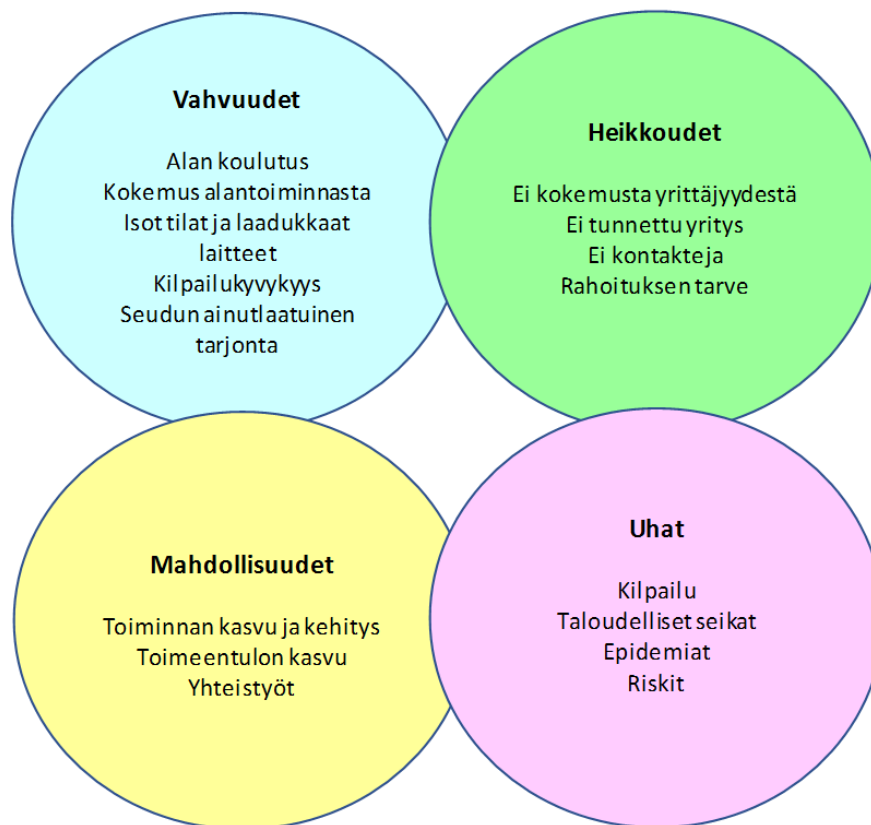 Vahvuudet
Alan koulutus
Kokemus alantoiminnasta
Isot tilat ja laadukkaat
laitteet
Kilpailukyvykyys
Seudun ainutlaatuinen
tarjonta
Heikkoudet
Ei kokemusta yrittäjyydestä
Ei tunnettu yritys
Ei kontakteja
Rahoituksen tarve
Mahdollisuudet
Toiminnan kasvu ja kehitys
Toimeentulon kasvu
Yhteistyöt
Uhat
Kilpailu
Taloudelliset seikat
Epidemiat
Riskit